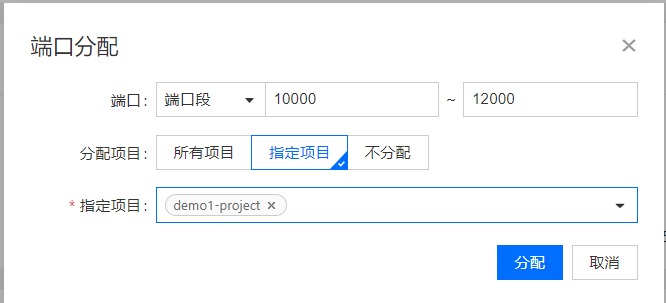 端口分配
端口: 端口段 10000 ~ 12000
分配项目: 所有项目 指定项目 不分配
* 指定项目: demo1-project ×
分配 取消